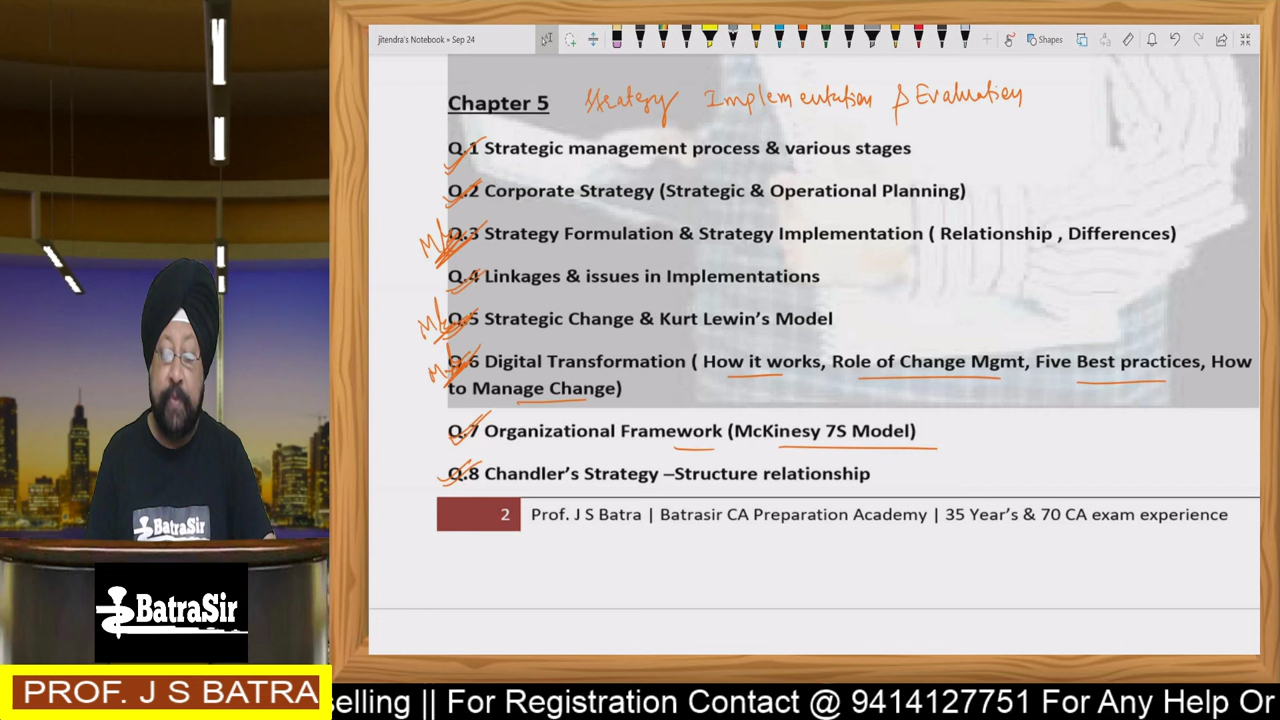 jitendra's Notebook » Sep 24
Shapes
Chapter 5 Strategy Implementation & Evaluation
Q.1 Strategic management process & various stages
Q.2 Corporate Strategy (Strategic & Operational Planning)
Q.3 Strategy Formulation & Strategy Implementation ( Relationship , Differences)
Q.4 Linkages & issues in Implementations
Q.5 Strategic Change & Kurt Lewin's Model
Q.6 Digital Transformation ( How it works, Role of Change Mgmt, Five Best practices, How
to Manage Change)
Q.7 Organizational Framework (McKinesy 7S Model)
Q.8 Chandler's Strategy –Structure relationship
2 Prof. J S Batra | Batrasir CA Preparation Academy | 35 Year's & 70 CA exam experience
BatraSir
BatraSir
PROF. J S BATRA
selling || For Registration Contact @ 9414127751 For Any Help Or